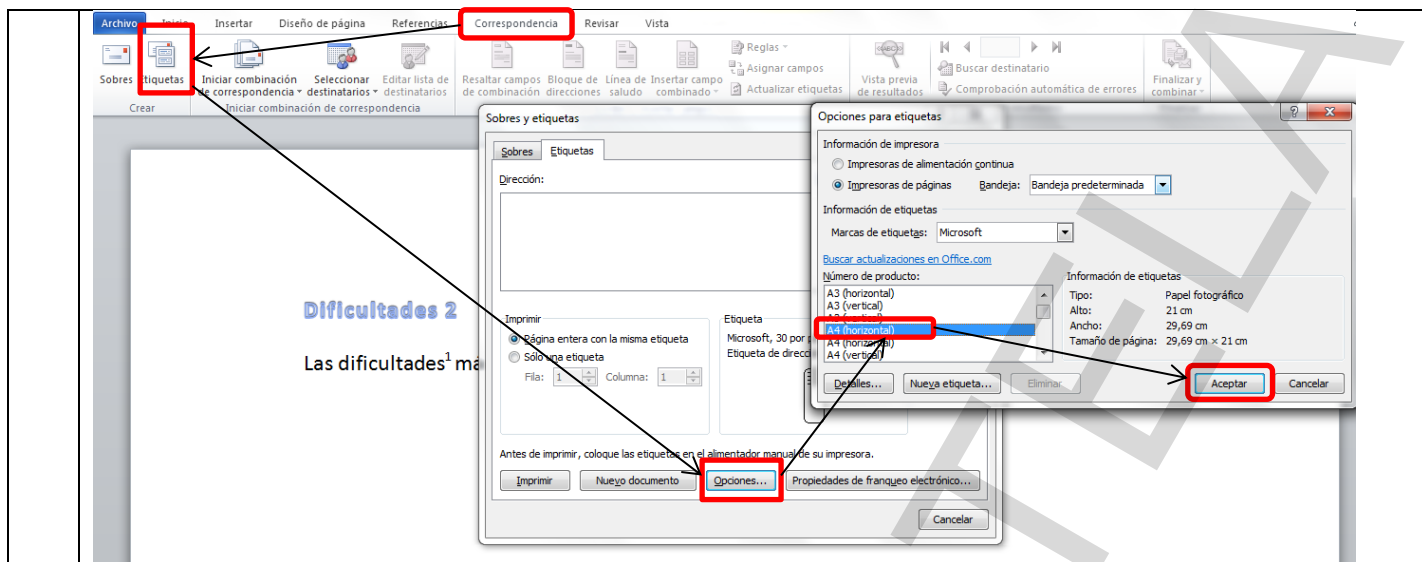 Archivo Inicio Insertar Diseño de página Referencias Correspondencia Revisar Vista
Sobres Etiquetas Iniciar combinación de correspondencia Seleccionar destinatarios Editar lista de destinatarios
Resaltar campos de combinación Bloque de direcciones Línea de saludo Insertar campo combinado
Reglas
Asignar campos
Actualizar etiquetas
Vista previa de resultados
Buscar destinatario
Comprobación automática de errores
Finalizar y combinar
Crear Iniciar combinación de correspondencia
Dificultades 2
Las dificultades1
Sobres y etiquetas
Sobres Etiquetas
Dirección:
Imprimir
Página entera con la misma etiqueta
Sólo una etiqueta
Fila: 1 Columna: 1
Etiqueta
Microsoft, 30 por
Etiqueta de
Antes de imprimir, coloque las etiquetas en el alimentador manual de su impresora.
Imprimir Nuevo documento Opciones... Propiedades de franqueo electrónico...
Cancelar
Opciones para etiquetas
Información de impresora
Impresoras de alimentación continua
Impresoras de páginas Bandeja: Bandeja predeterminada
Información de etiquetas
Marcas de etiquetas: Microsoft
Buscar actualizaciones en Office.com
Número de producto:
A3 (horizontal)
A3 (vertical)
A3 (vertical)
A4 (horizontal)
A4 (horizontal)
A4 (vertical)
Información de etiquetas
Tipo: Papel fotográfico
Alto: 21 cm
Ancho: 29,69 cm
Tamaño de página: 29,69 cm × 21 cm
Detalles... Nueva etiqueta... Eliminar Aceptar Cancelar
TELA